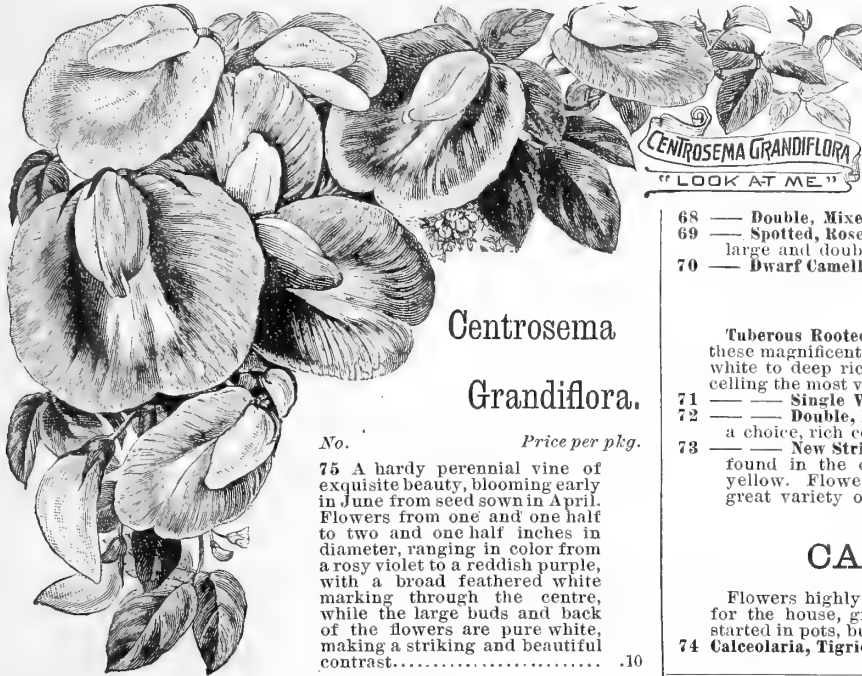 CENTROSEMA GRANDIFLORA
"LOOK AT ME"
Centrosema
Grandiflora.
No. Price per pkg.
75 A hardy perennial vine of
exquisite beauty, blooming early
in June from seed sown in April.
Flowers from one and one half
to two and one half inches in
diameter, ranging in color from
a rosy violet to a reddish purple,
with a broad feathered white
marking through the centre,
while the large buds and back
of the flowers are pure white,
making a striking and beautiful
contrast.......................... .10
68 — Double, Mixe
69 — Spotted, Rose
large and doub
70 — Dwarf Camell
Tuberous Rooted
these magnificent
white to deep ric
celling the most v
71 — — Single
72 — — Double,
a choice, rich c
73 — — New Stri
found in the
yellow. Flowe
great variety o
CA
Flowers highly
for the house, g
started in pots, bu
74 Calceolaria, Tigri